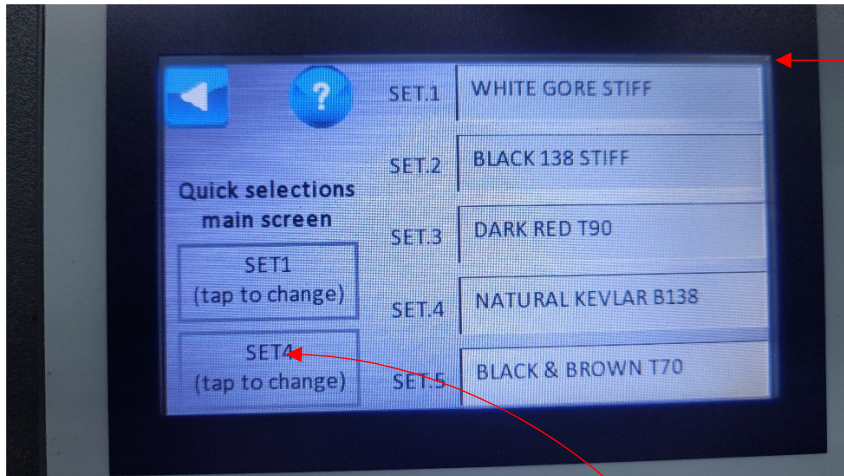 ?
SET.1 WHITE GORE STIFF
SET.2 BLACK 138 STIFF
Quick selections
main screen
SET.3 DARK RED T90
SET1
(tap to change)
SET.4 NATURAL KEVLAR B138
SET4
(tap to change)
SET.5 BLACK & BROWN T70